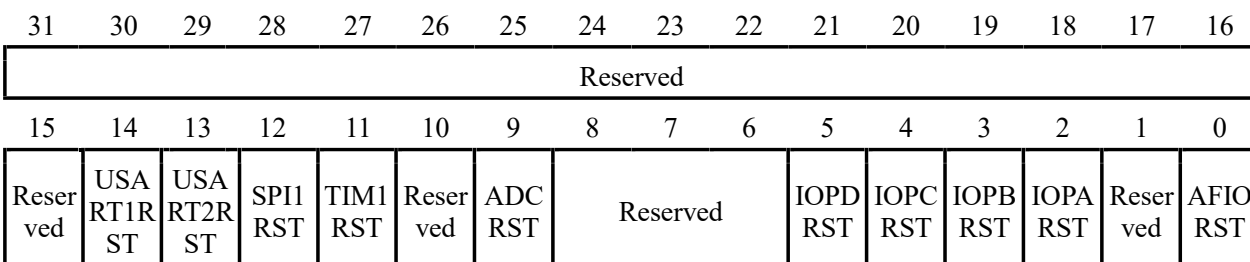 31 30 29 28 27 26 25 24 23 22 21 20 19 18 17 16
Reserved
15 14 13 12 11 10 9 8 7 6 5 4 3 2 1 0
Reser
ved
USA
RT1R
ST
USA
RT2R
ST
SPI1
RST
TIM1
RST
Reser
ved
ADC
RST
Reserved
IOPD
RST
IOPC
RST
IOPB
RST
IOPA
RST
Reser
ved
AFIO
RST